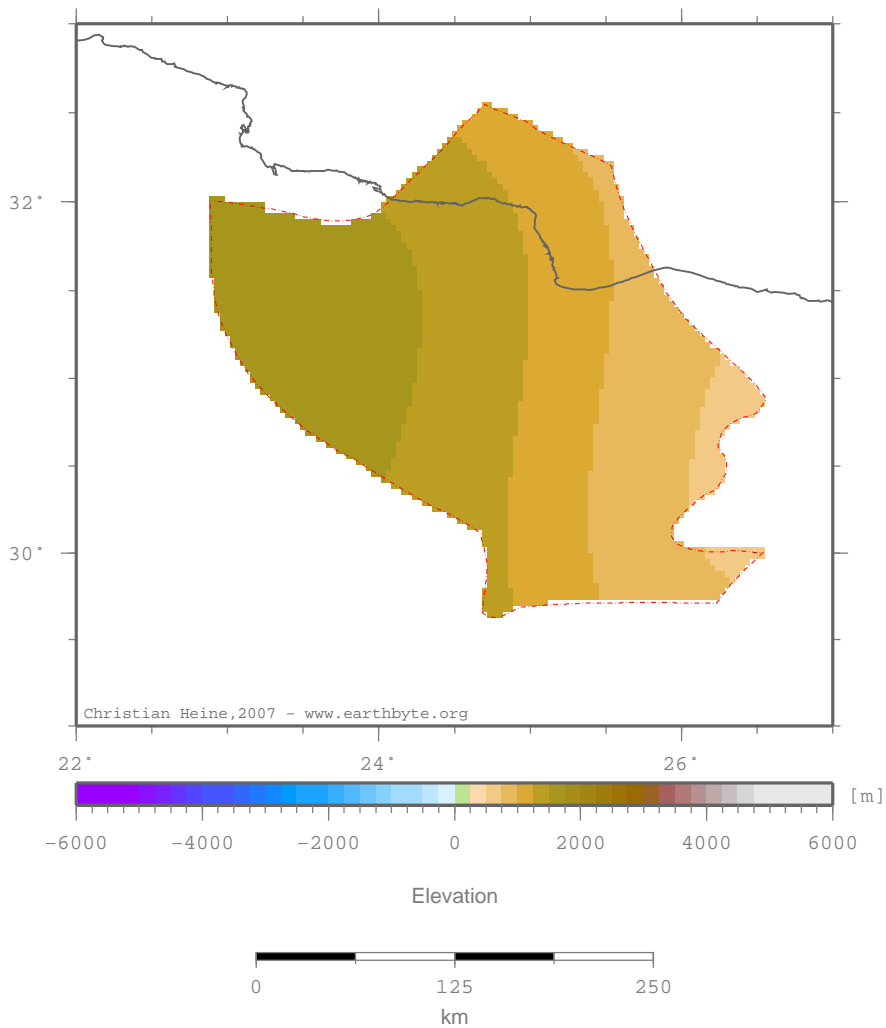 32°
30°
Christian Heine,2007 - www.earthbyte.org
22° 24° 26°
[m]
-6000 -4000 -2000 0 2000 4000 6000
Elevation
0 125 250
km